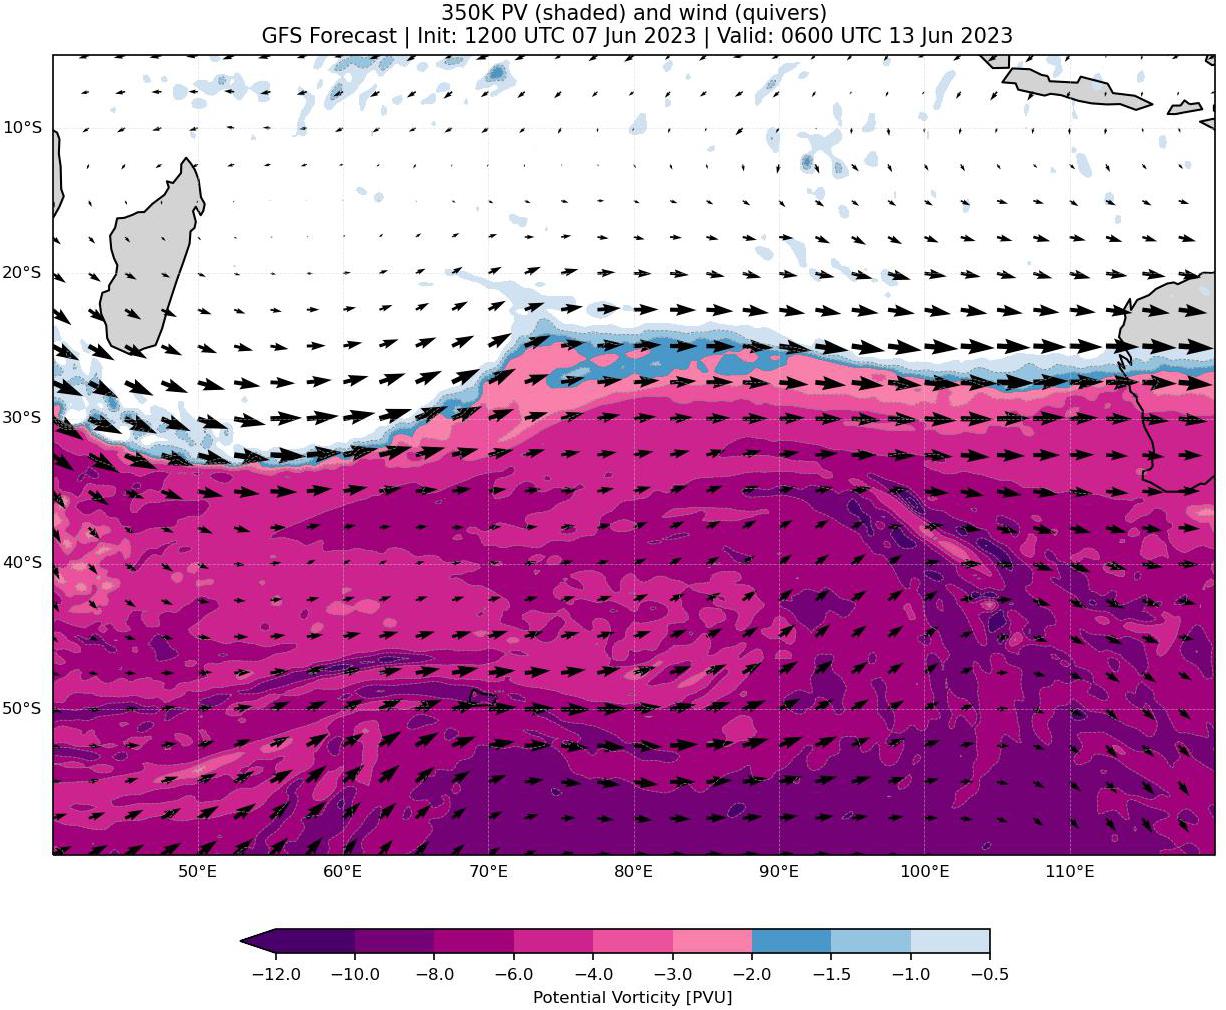 350K PV (shaded) and wind (quivers)
GFS Forecast | Init: 1200 UTC 07 Jun 2023 | Valid: 0600 UTC 13 Jun 2023
10°S
20°S
30°S
40°S
50°S
50°E 60°E 70°E 80°E 90°E 100°E 110°E
−12.0 −10.0 −8.0 −6.0 −4.0 −3.0 −2.0 −1.5 −1.0 −0.5
Potential Vorticity [PVU]